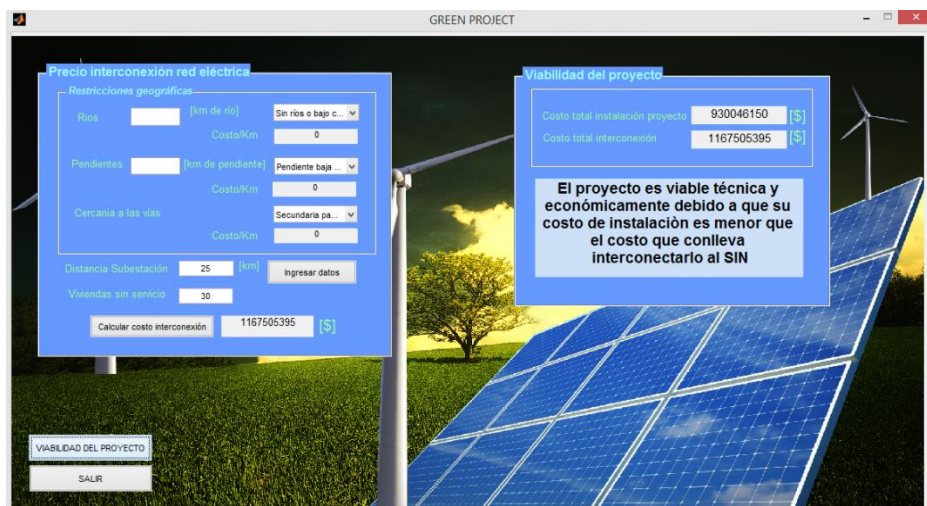 GREEN PROJECT
Precio interconexión red eléctrica
Restricciones geográficas
Rios [km de río] Sin ríos o bajo c...
Costo/Km 0
Pendientes [km de pendiente] Pendiente baja ...
Costo/Km 0
Cercania a las vías Secundaria pa...
Costo/Km 0
Distancia Subestación 25 [km] Ingresar datos
Viviendas sin servicio 30
Calcular costo interconexión 1167505395 [$]
VIABILIDAD DEL PROYECTO
SALIR
Viabilidad del proyecto
Costo total instalación proyecto 930046150 [$]
Costo total interconexión 1167505395 [$]
El proyecto es viable técnica y
económicamente debido a que su
costo de instalaciòn es menor que
el costo que conlleva
interconectarlo al SIN